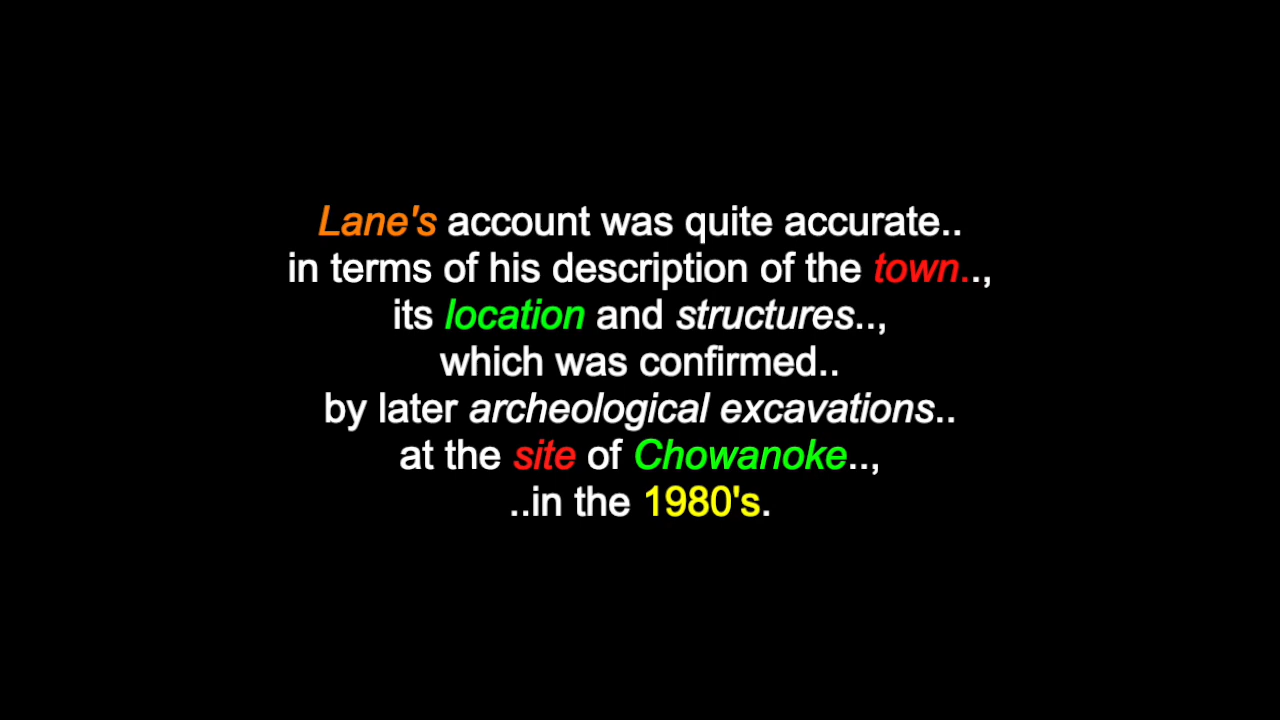 Lane's account was quite accurate..
in terms of his description of the town..,
its location and structures..,
which was confirmed..
by later archeological excavations..
at the site of Chowanoke..,
..in the 1980's.